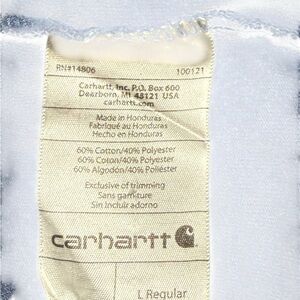 RN#14806 100121
Carhartt, Inc. P.O. Box 600
Dearborn, MI 48121 USA
carhartt.com
Made in Honduras
Fabriqué au Honduras
Hecho en Honduras
60% Cotton/40% Polyester
60% Coton/40% Polyester
60% Algodón/40% Poliéster
Exclusive of trimming
Sans garniture
Sin incluir adorno
carhartt
L Regular